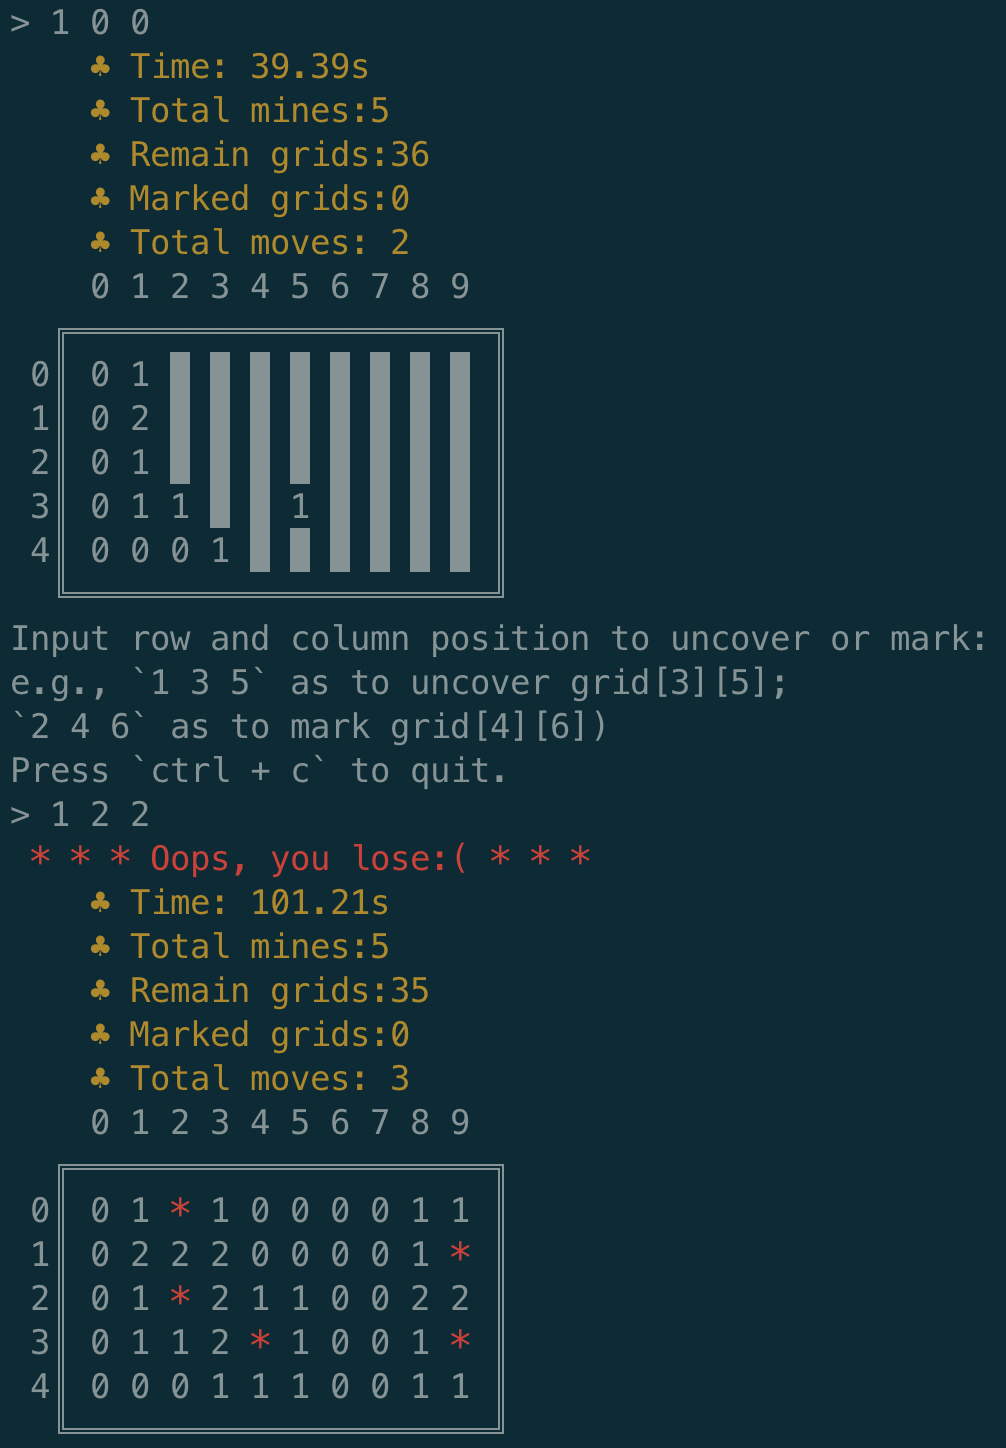 > 1 0 0
♣ Time: 39.39s
♣ Total mines:5
♣ Remain grids:36
♣ Marked grids:0
♣ Total moves: 2
0 1 2 3 4 5 6 7 8 9
0 0 1
1 0 2
2 0 1
3 0 1 1 1
4 0 0 0 1
Input row and column position to uncover or mark:
e.g., `1 3 5` as to uncover grid[3][5];
`2 4 6` as to mark grid[4][6])
Press `ctrl + c` to quit.
> 1 2 2
* * * Oops, you lose:( * * *
♣ Time: 101.21s
♣ Total mines:5
♣ Remain grids:35
♣ Marked grids:0
♣ Total moves: 3
0 1 2 3 4 5 6 7 8 9
0 0 1 * 1 0 0 0 0 1 1
1 0 2 2 2 0 0 0 0 1 *
2 0 1 * 2 1 1 0 0 2 2
3 0 1 1 2 * 1 0 0 1 *
4 0 0 0 1 1 1 0 0 1 1